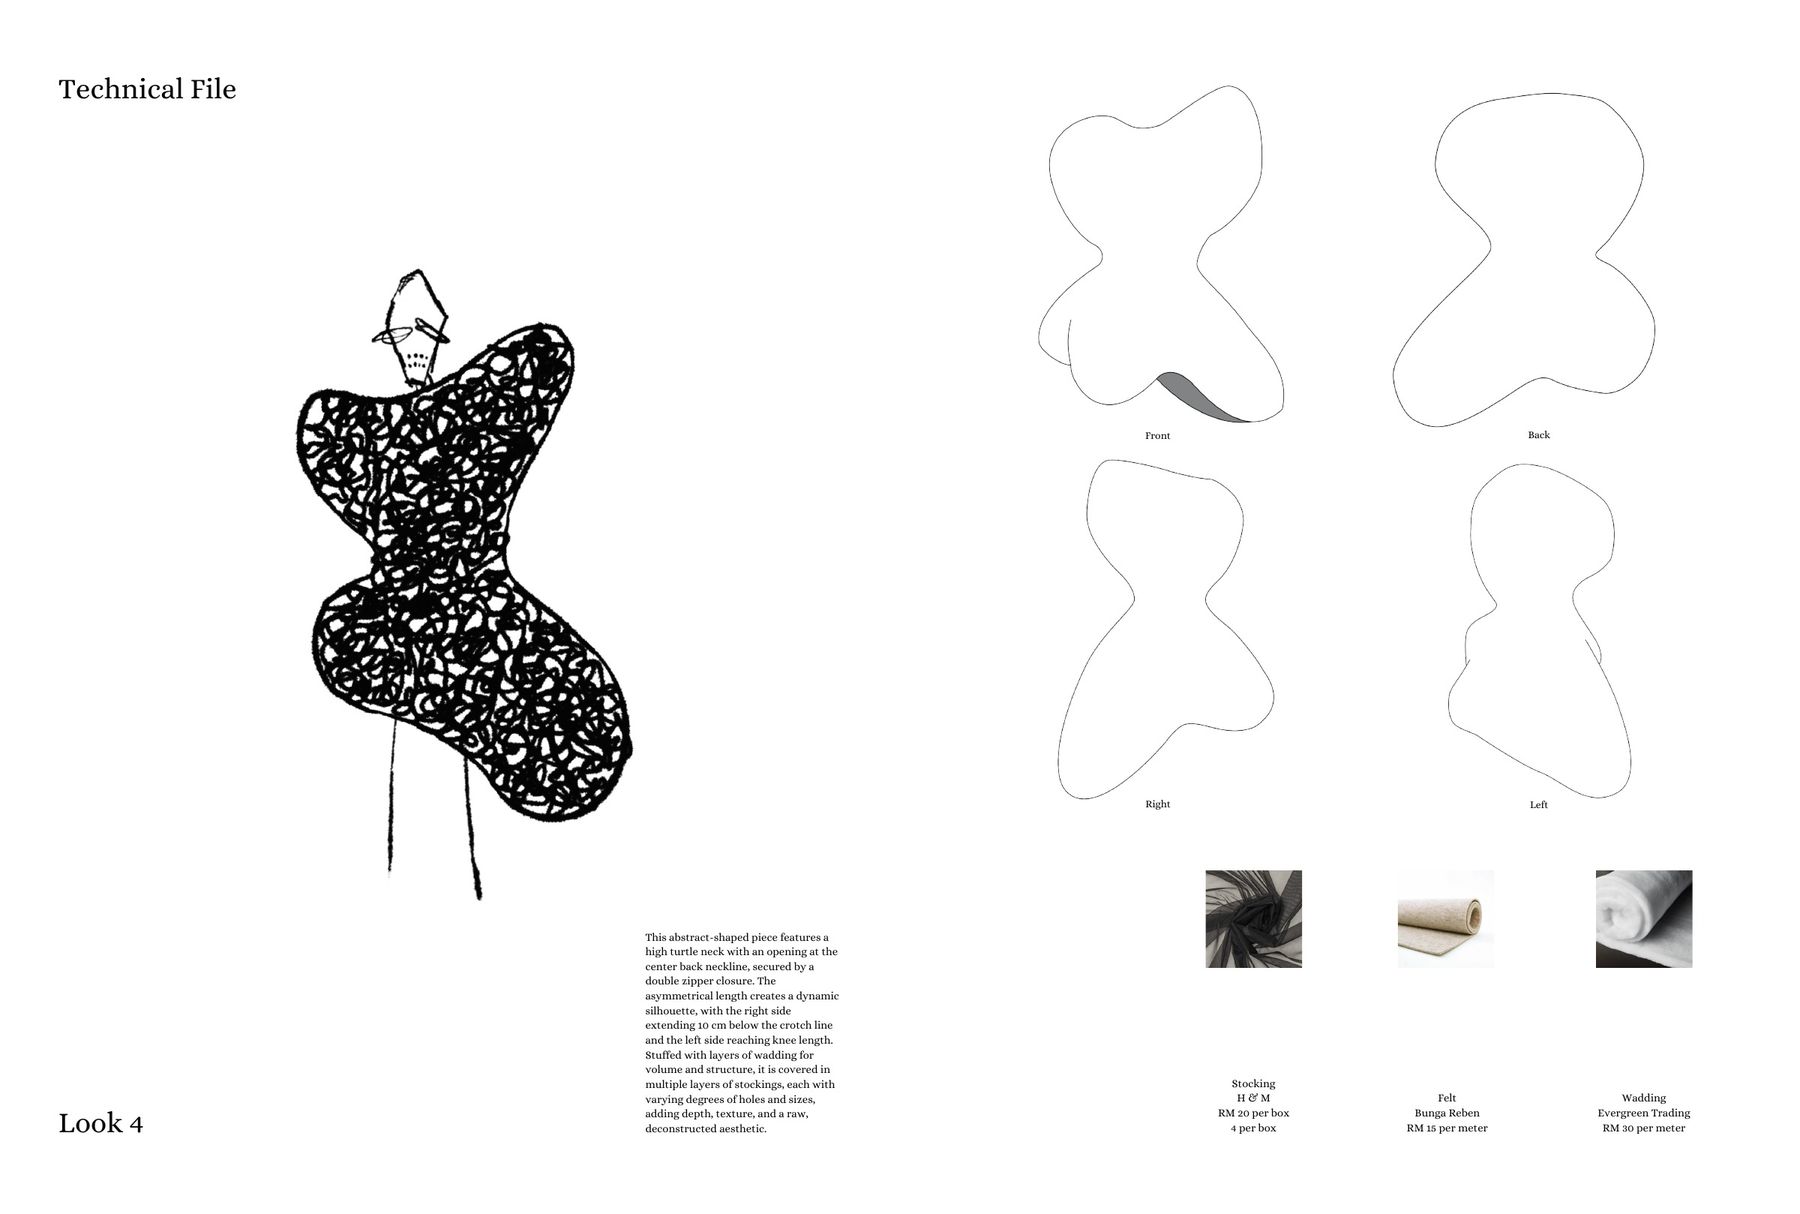 Technical File
Front
Back
Right
Left
This abstract-shaped piece features a
high turtle neck with an opening at the
center back neckline, secured by a
double zipper closure. The
asymmetrical length creates a dynamic
silhouette, with the right side
extending 10 cm below the crotch line
and the left side reaching knee length.
Stuffed with layers of wadding for
volume and structure, it is covered in
multiple layers of stockings, each with
varying degrees of holes and sizes,
adding depth, texture, and a raw,
deconstructed aesthetic.
Look 4
Stocking
H & M
RM 20 per box
4 per box
Felt
Bunga Reben
RM 15 per meter
Wadding
Evergreen Trading
RM 30 per meter